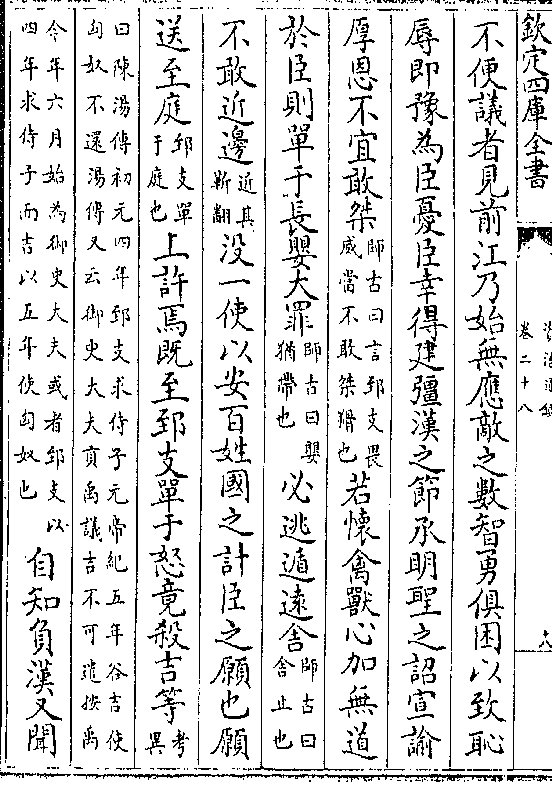 欽定四庫全書
資治通鑑
卷二十八
不便議者見前江乃始無應敵之數智勇俱困以致恥
辱即豫為臣憂臣幸得建彊漢之節承明聖之詔宣諭
厚恩不宜敢桀師古曰言郅支畏威當不敢桀猾也若懷禽獸心加無道
於臣則單于長嬰大罪師古曰嬰猶帶也必逃遁遠舍師古曰舍止也
不敢近邊近其靳翻没一使以安百姓國之計臣之願也願
送至庭郅支單于庭也上許焉既至郅支單于怒竟殺吉等考異
曰陳湯傳初元四年郅支求侍子元帝紀五年谷吉使匈奴不還湯傳又云御史大夫貢禹議吉不可遣按禹
今年六月始為御史大夫或者郅支以四年求侍子而吉以五年使匈奴也自知負漢又聞